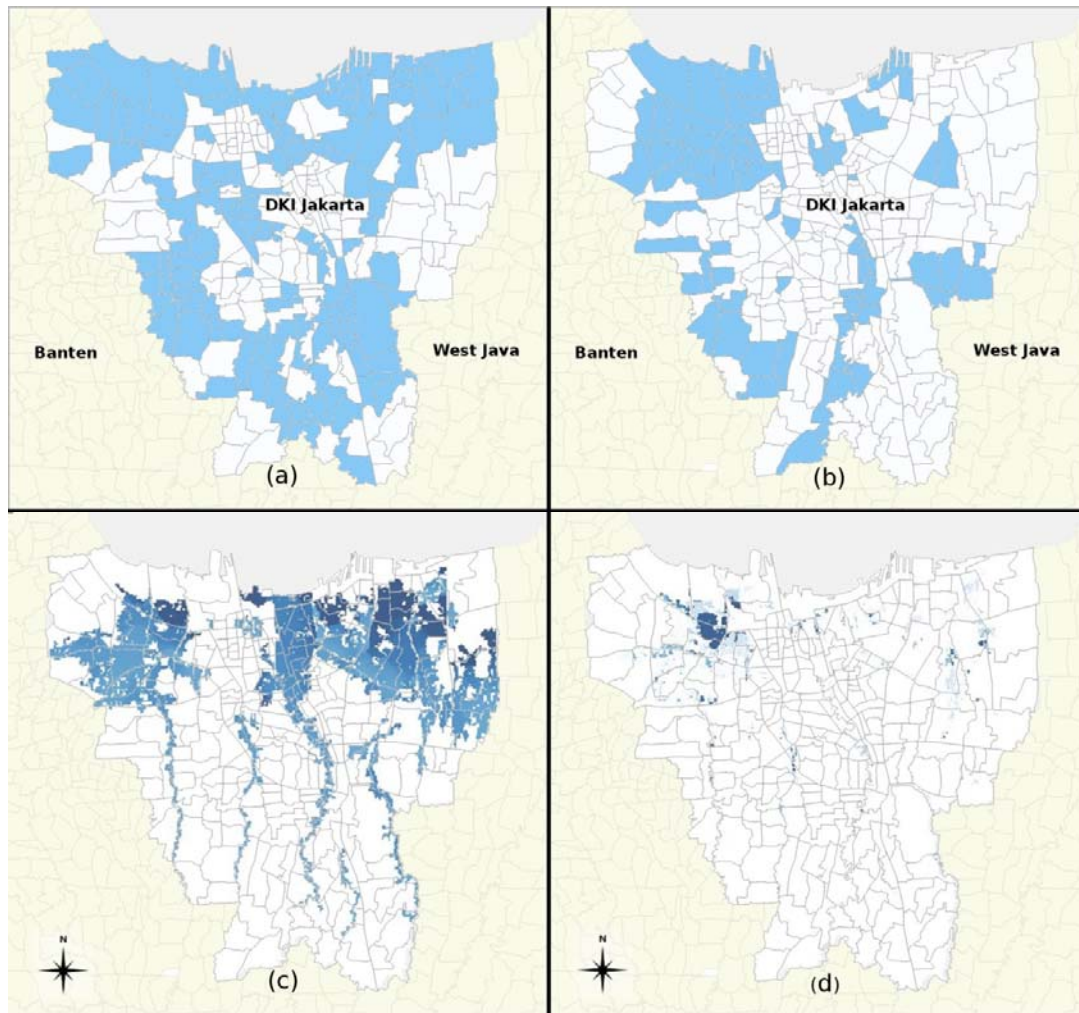 DKI Jakarta
Banten
West Java
(a)
DKI Jakarta
Banten
West Java
(b)
N
(c)
N
(d)